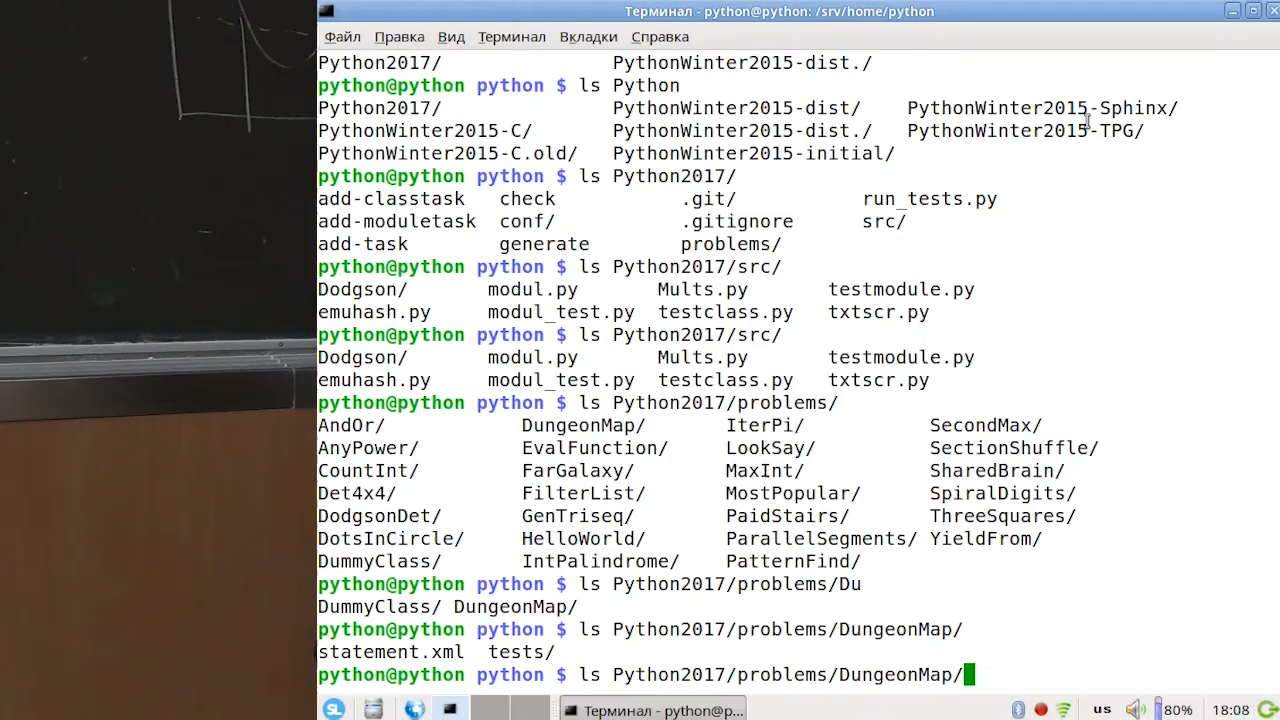 Терминал - python@python: /srv/home/python
Файл Правка Вид Терминал Вкладки Справка
Python2017/ PythonWinter2015-dist./
python@python python $ ls Python
Python2017/ PythonWinter2015-dist/ PythonWinter2015-Sphinx/
PythonWinter2015-C/ PythonWinter2015-dist./ PythonWinter2015-TPG/
PythonWinter2015-C.old/ PythonWinter2015-initial/
python@python python $ ls Python2017/
add-classtask check .git/ run_tests.py
add-moduletask conf/ .gitignore src/
add-task generate problems/
python@python python $ ls Python2017/src/
Dodgson/ modul.py Mults.py testmodule.py
emuhash.py modul_test.py testclass.py txtscr.py
python@python python $ ls Python2017/src/
Dodgson/ modul.py Mults.py testmodule.py
emuhash.py modul_test.py testclass.py txtscr.py
python@python python $ ls Python2017/problems/
AndOr/ DungeonMap/ IterPi/ SecondMax/
AnyPower/ EvalFunction/ LookSay/ SectionShuffle/
CountInt/ FarGalaxy/ MaxInt/ SharedBrain/
Det4x4/ FilterList/ MostPopular/ SpiralDigits/
DodgsonDet/ GenTriseq/ PaidStairs/ ThreeSquares/
DotsInCircle/ HelloWorld/ ParallelSegments/ YieldFrom/
DummyClass/ IntPalindrome/ PatternFind/
python@python python $ ls Python2017/problems/Du
DummyClass/ DungeonMap/
python@python python $ ls Python2017/problems/DungeonMap/
statement.xml tests/
python@python python $ ls Python2017/problems/DungeonMap/
SL Терминал - python@p... us 80% 18:08